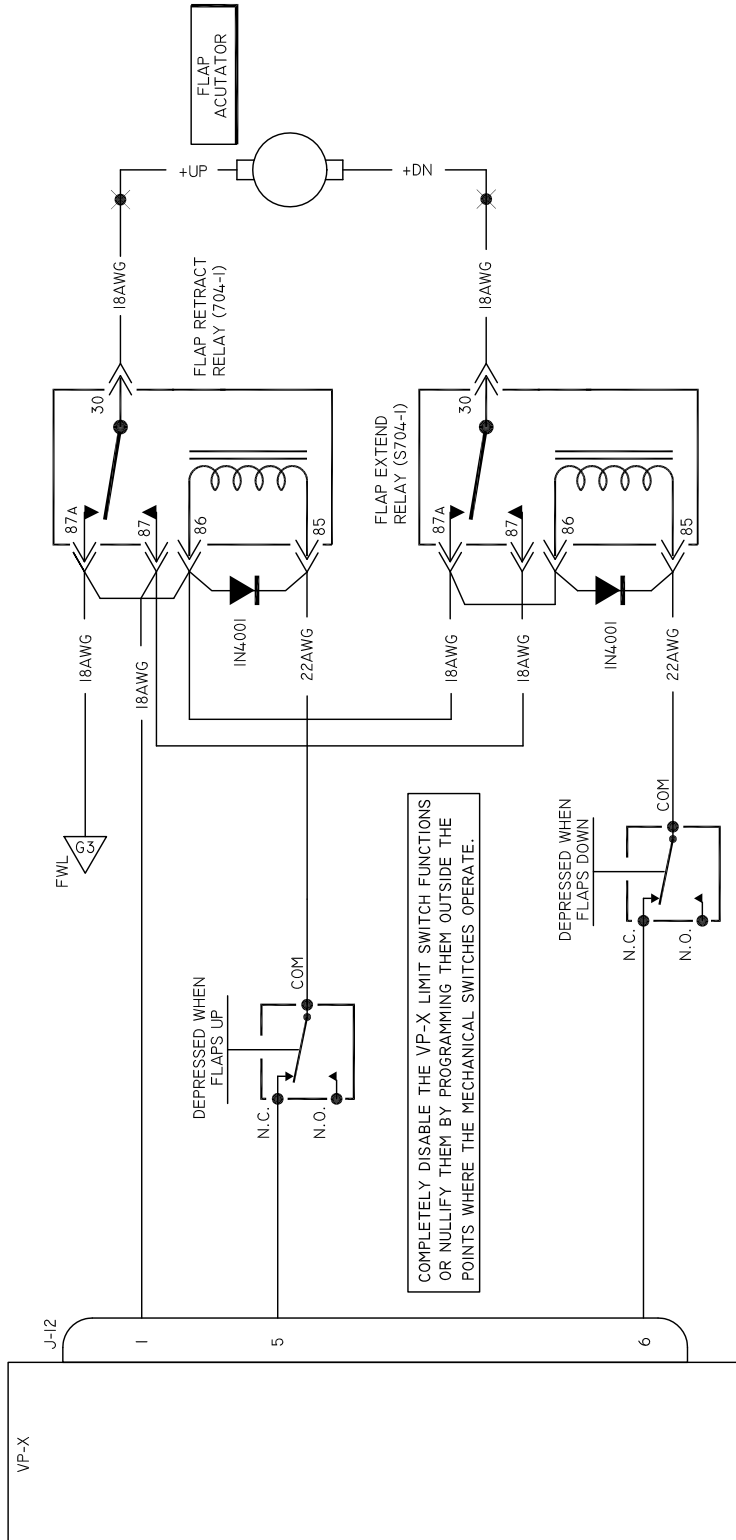 VP-X
J-12
1
5
6
FWL
G3
18AWG
18AWG
87A
87
86
85
30
1N4001
22AWG
FLAP RETRACT
RELAY (704-1)
18AWG
+UP
FLAP
ACUTATOR
+DN
18AWG
DEPRESSED WHEN
FLAPS UP
N.C.
N.O.
COM
COMPLETELY DISABLE THE VP-X LIMIT SWITCH FUNCTIONS
OR NULLIFY THEM BY PROGRAMMING THEM OUTSIDE THE
POINTS WHERE THE MECHANICAL SWITCHES OPERATE.
FLAP EXTEND
RELAY (S704-1)
18AWG
18AWG
87A
87
86
85
30
1N4001
22AWG
DEPRESSED WHEN
FLAPS DOWN
N.C.
N.O.
COM